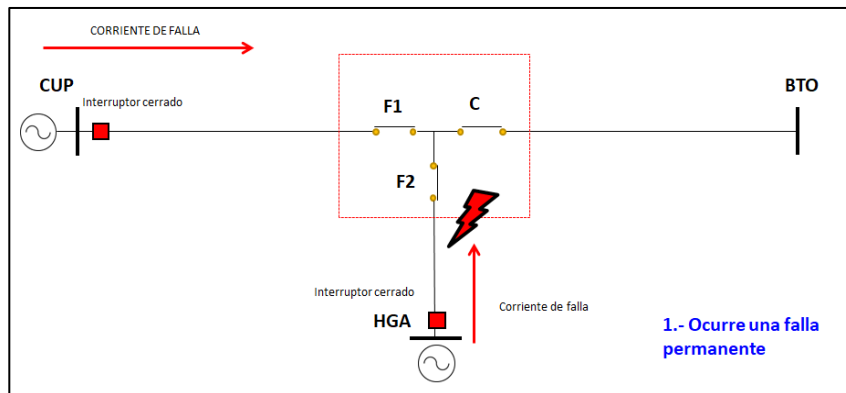 CORRIENTE DE FALLA
CUP
BTO
Interruptor cerrado
F1
C
F2
Interruptor cerrado
Corriente de falla
HGA
1.- Ocurre una falla
permanente